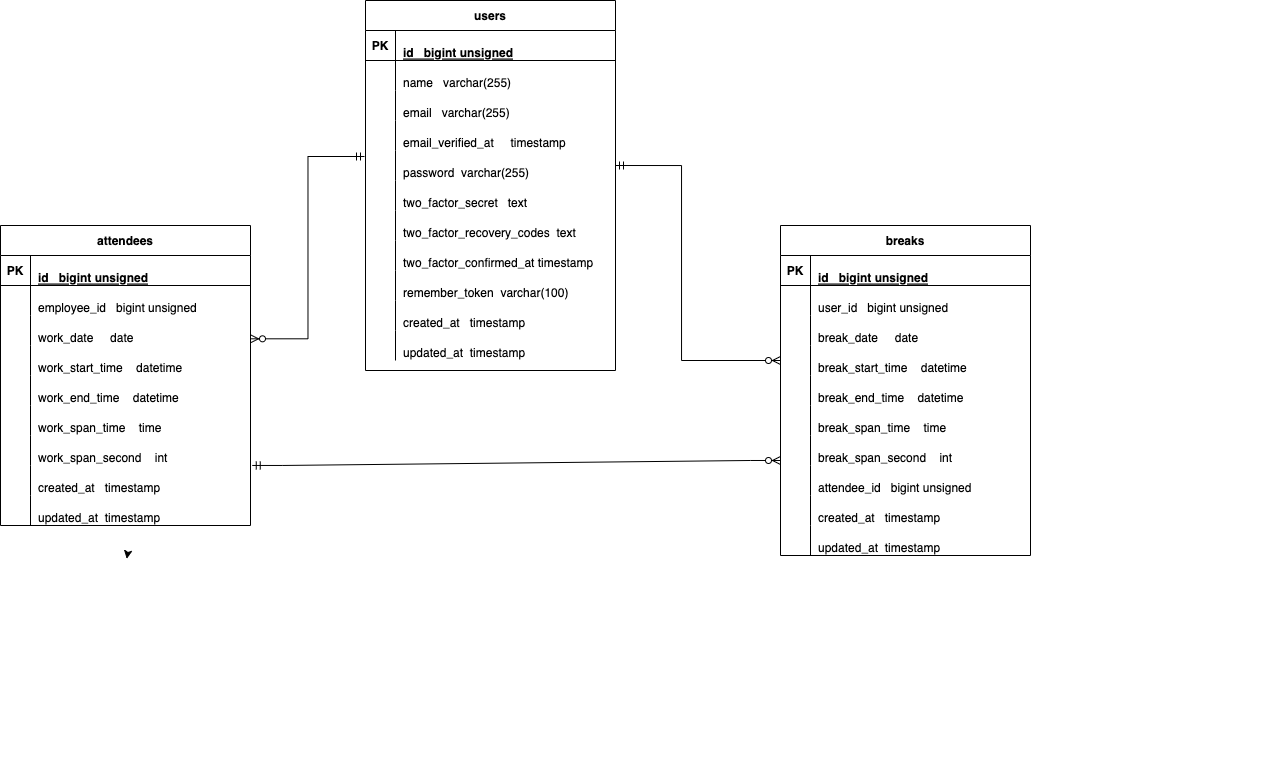 users
PK
id bigint unsigned
name varchar(255)
email varchar(255)
email_verified_at timestamp
password varchar(255)
two_factor_secret text
two_factor_recovery_codes text
two_factor_confirmed_at timestamp
remember_token varchar(100)
created_at timestamp
updated_at timestamp
attendees
PK
id bigint unsigned
employee_id bigint unsigned
work_date date
work_start_time datetime
work_end_time datetime
work_span_time time
work_span_second int
created_at timestamp
updated_at timestamp
breaks
PK
id bigint unsigned
user_id bigint unsigned
break_date date
break_start_time datetime
break_end_time datetime
break_span_time time
break_span_second int
attendee_id bigint unsigned
created_at timestamp
updated_at timestamp